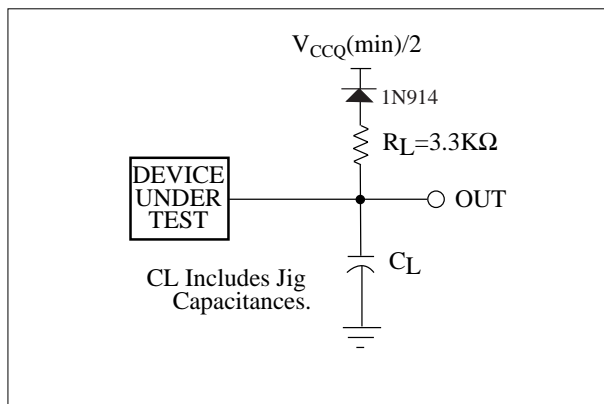 VCCQ(min)/2
1N914
RL=3.3KΩ
DEVICE
UNDER
TEST
OUT
CL
CL Includes Jig
Capacitances.